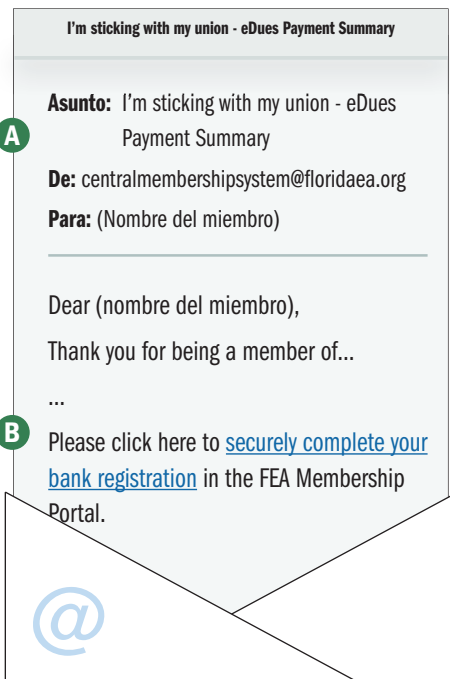 I’m sticking with my union - eDues Payment Summary
A
Asunto: I’m sticking with my union - eDues
Payment Summary
De: centralmembershipsystem@floridaea.org
Para: (Nombre del miembro)
Dear (nombre del miembro),
Thank you for being a member of...
...
B
Please click here to securely complete your
bank registration in the FEA Membership
Portal.
@